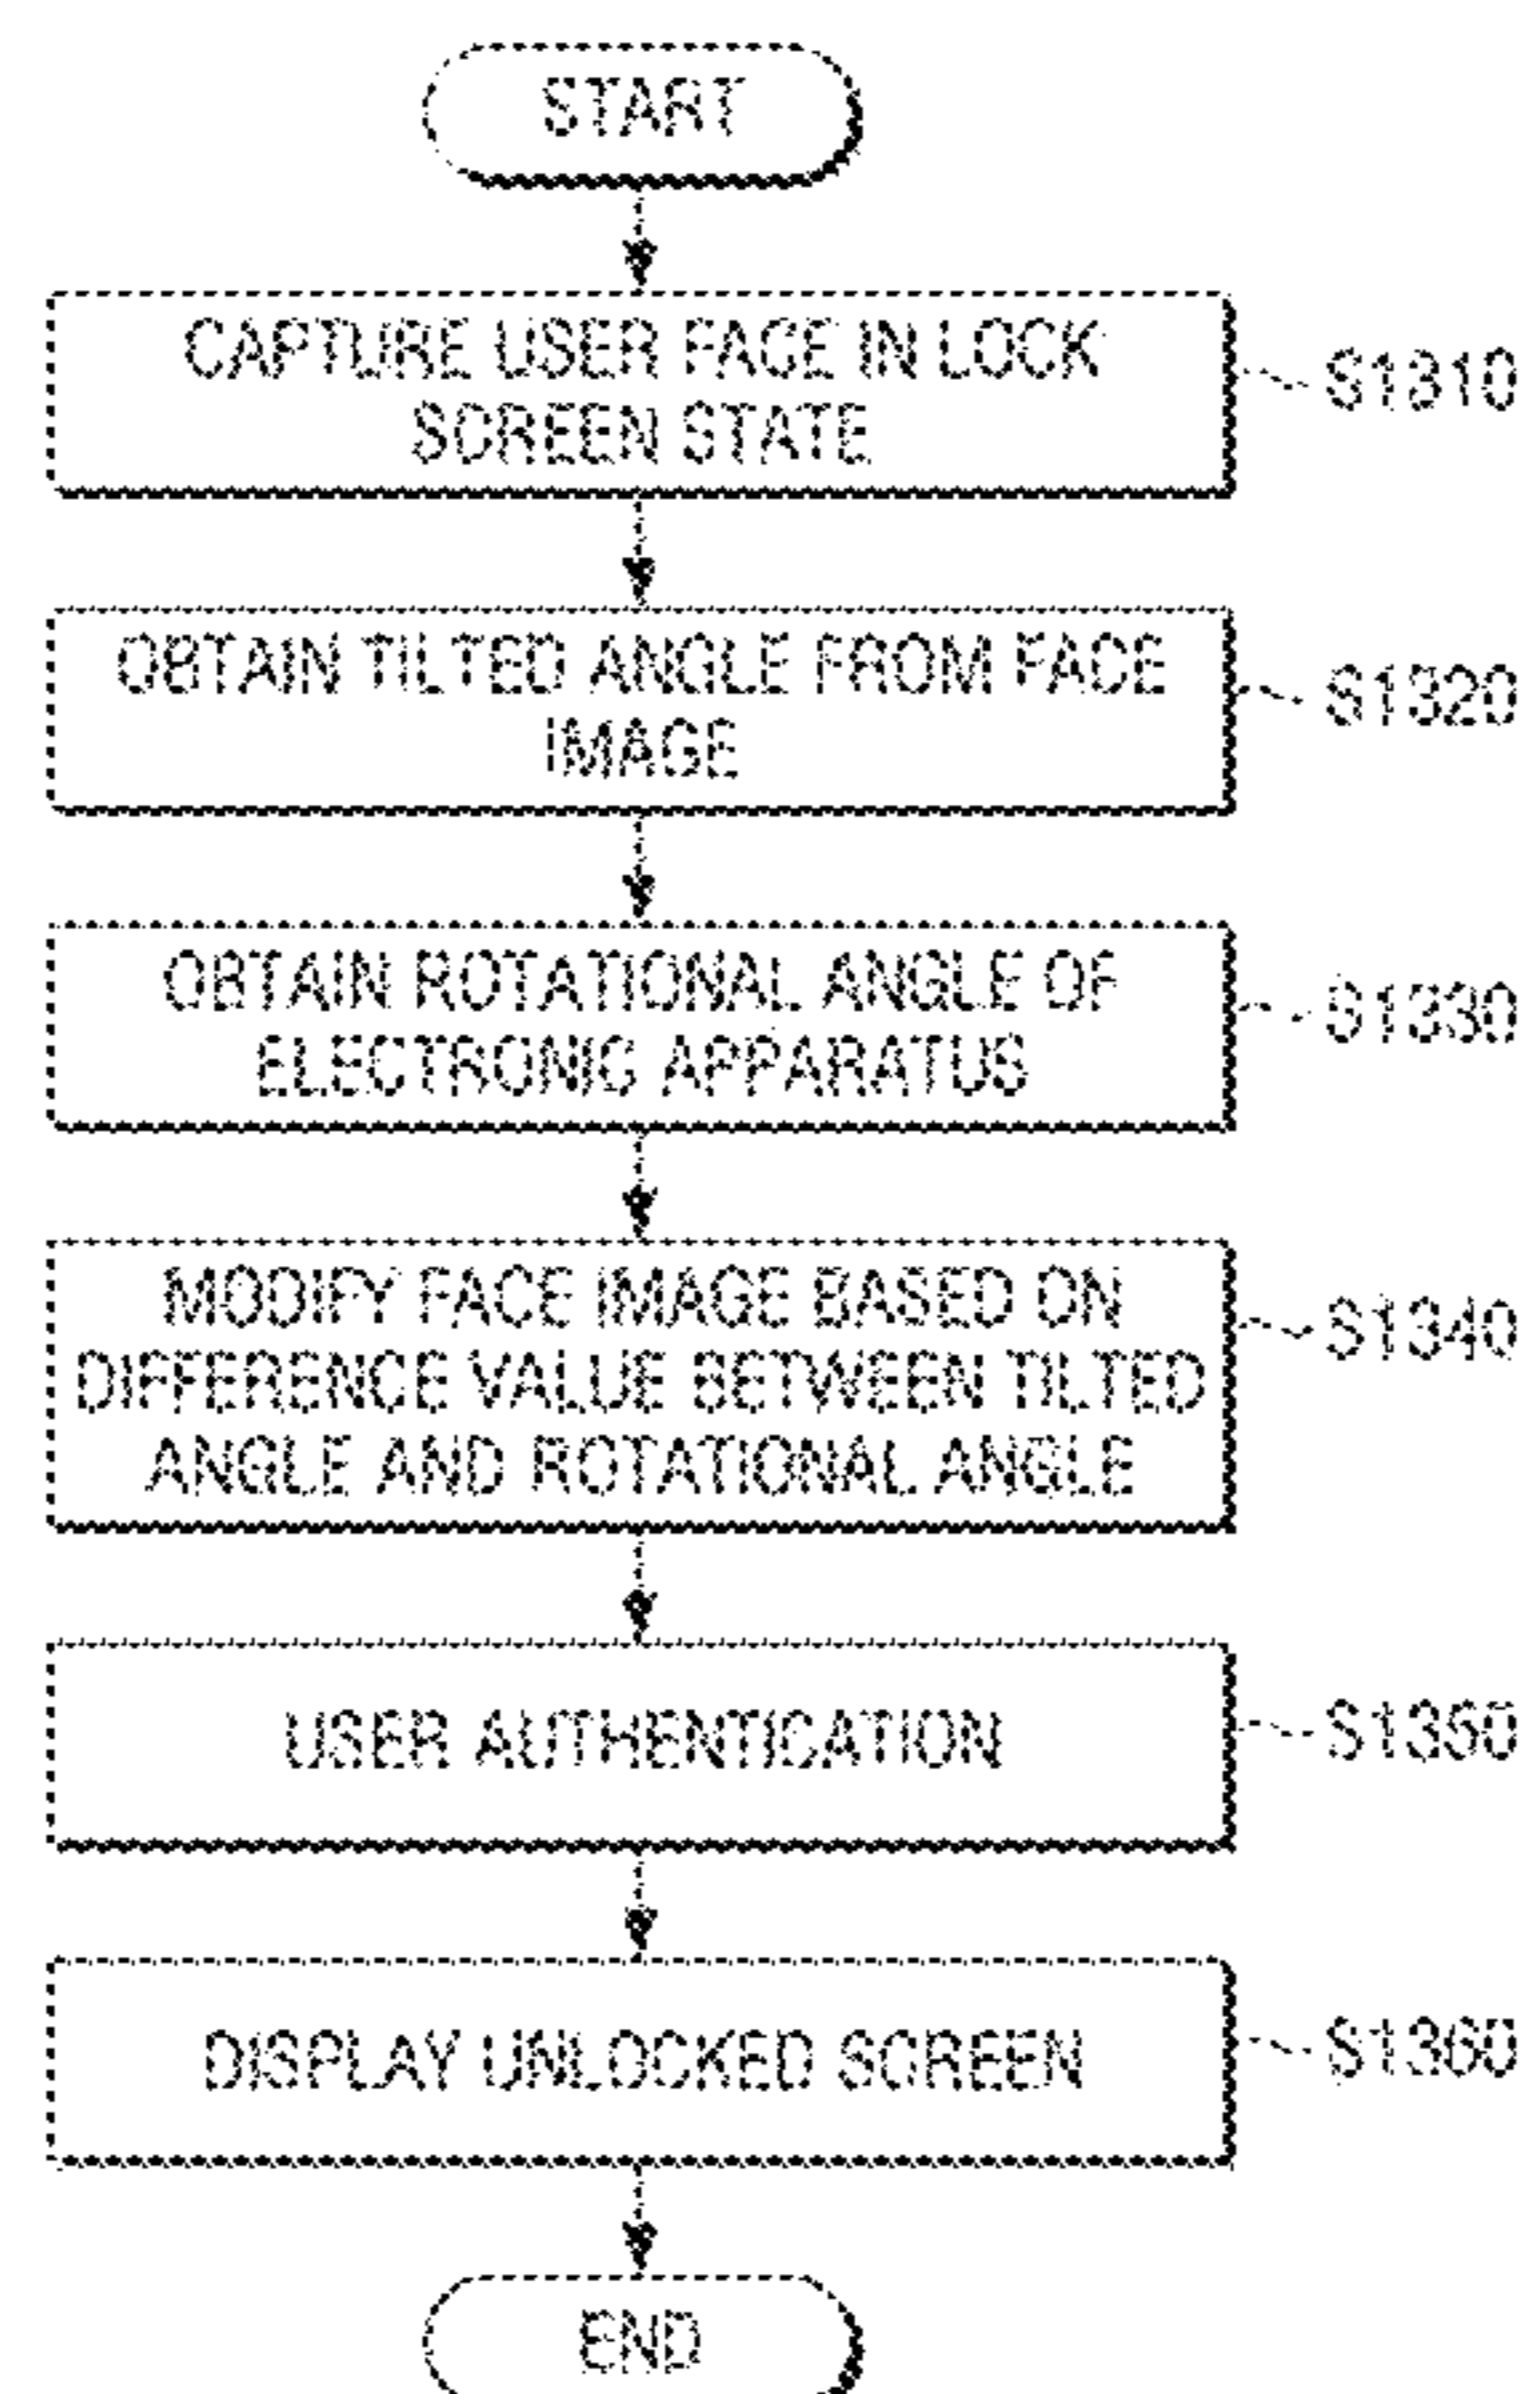 START
CAPTURE USER FACE IN LOCK
SCREEN STATE
S1310
OBTAIN TILTED ANGLE FROM FACE
IMAGE
S1320
OBTAIN ROTATIONAL ANGLE OF
ELECTRONIC APPARATUS
S1330
MODIFY FACE IMAGE BASED ON
DIFFERENCE VALUE BETWEEN TILTED
ANGLE AND ROTATIONAL ANGLE
S1340
USER AUTHENTICATION
S1350
DISPLAY UNLOCKED SCREEN
S1360
END